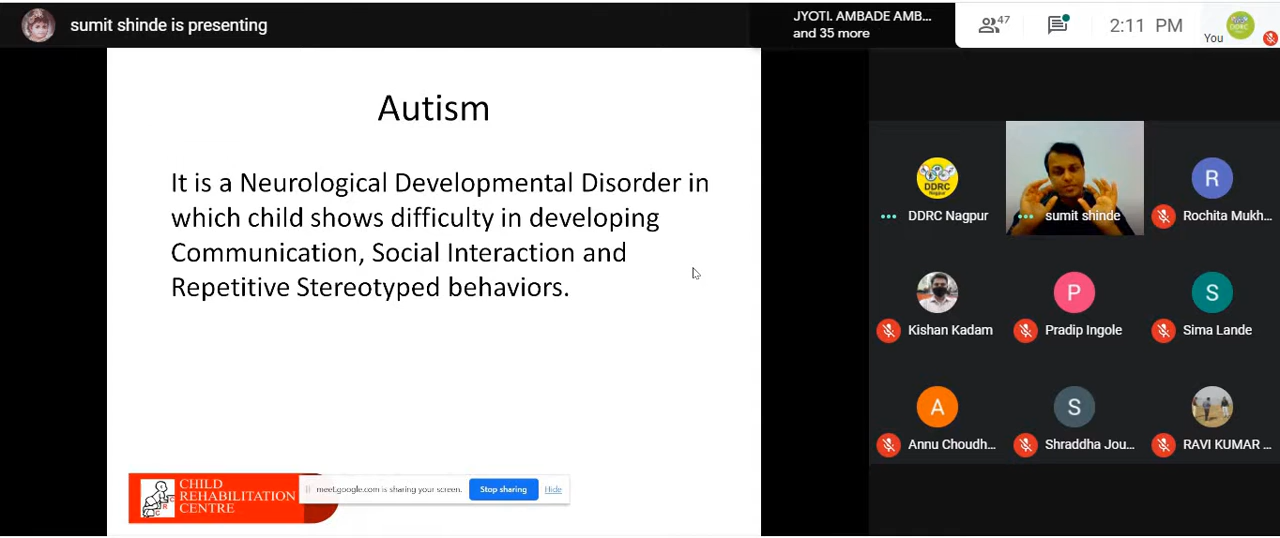 sumit shinde is presenting
JYOTI. AMBADE AMB...
and 35 more
47
2:11 PM
You
Autism
It is a Neurological Developmental Disorder in
which child shows difficulty in developing
Communication, Social Interaction and
Repetitive Stereotyped behaviors.
CHILD
REHABILITATION
CENTRE
meet.google.com is sharing your screen.
Stop sharing
Hide
DDRC
Nagpur
DDRC Nagpur
sumit shinde
R
Rochita Mukh...
Kishan Kadam
P
Pradip Ingole
S
Sima Lande
A
Annu Choudh...
S
Shraddha Jou...
RAVI KUMAR ...